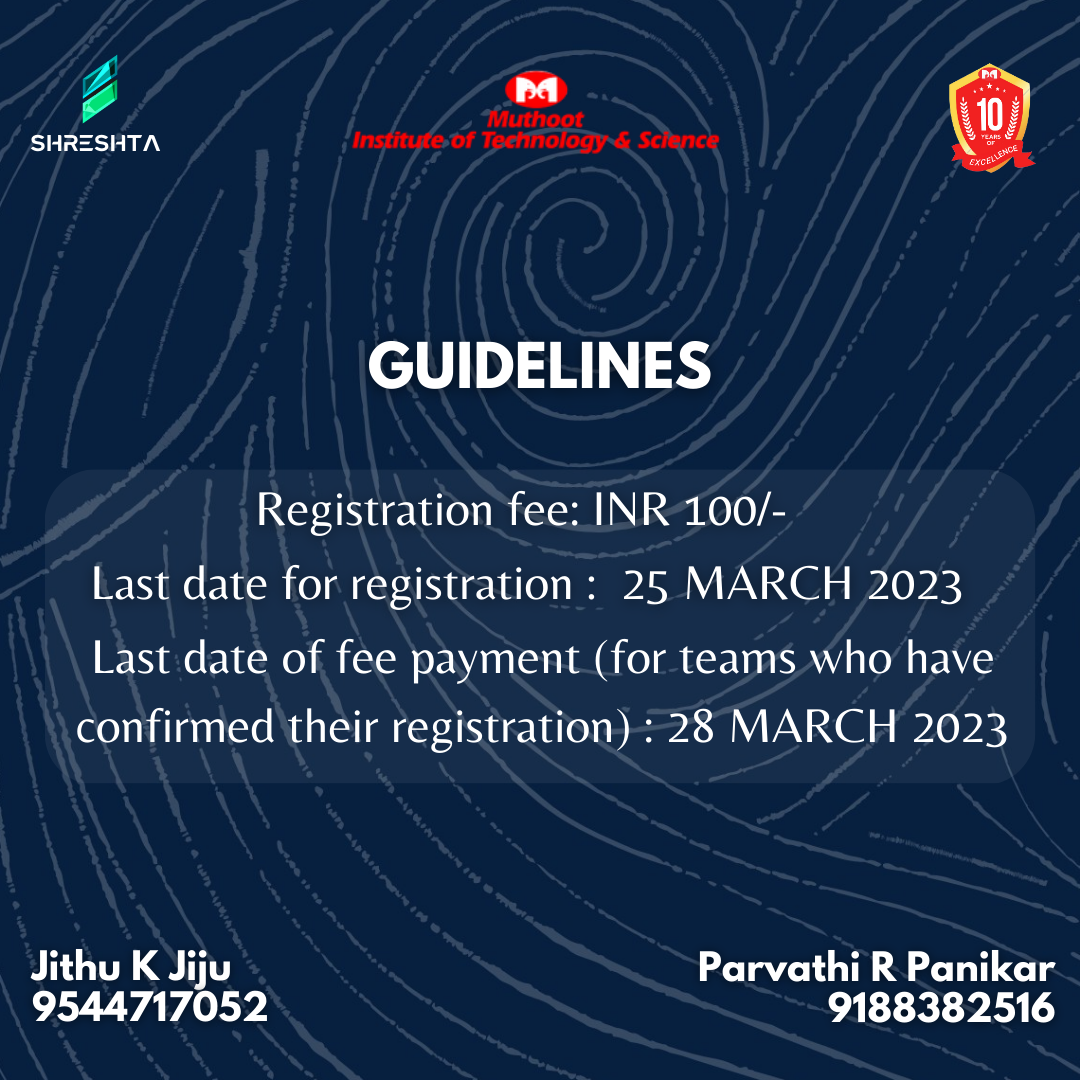 SHRESHTA
Muthoot
Institute of Technology & Science
10
YEARS
OF
EXCELLENCE
GUIDELINES
Registration fee: INR 100/-
Last date for registration : 25 MARCH 2023
Last date of fee payment (for teams who have
confirmed their registration) : 28 MARCH 2023
Jithu K Jiju
9544717052
Parvathi R Panikar
9188382516